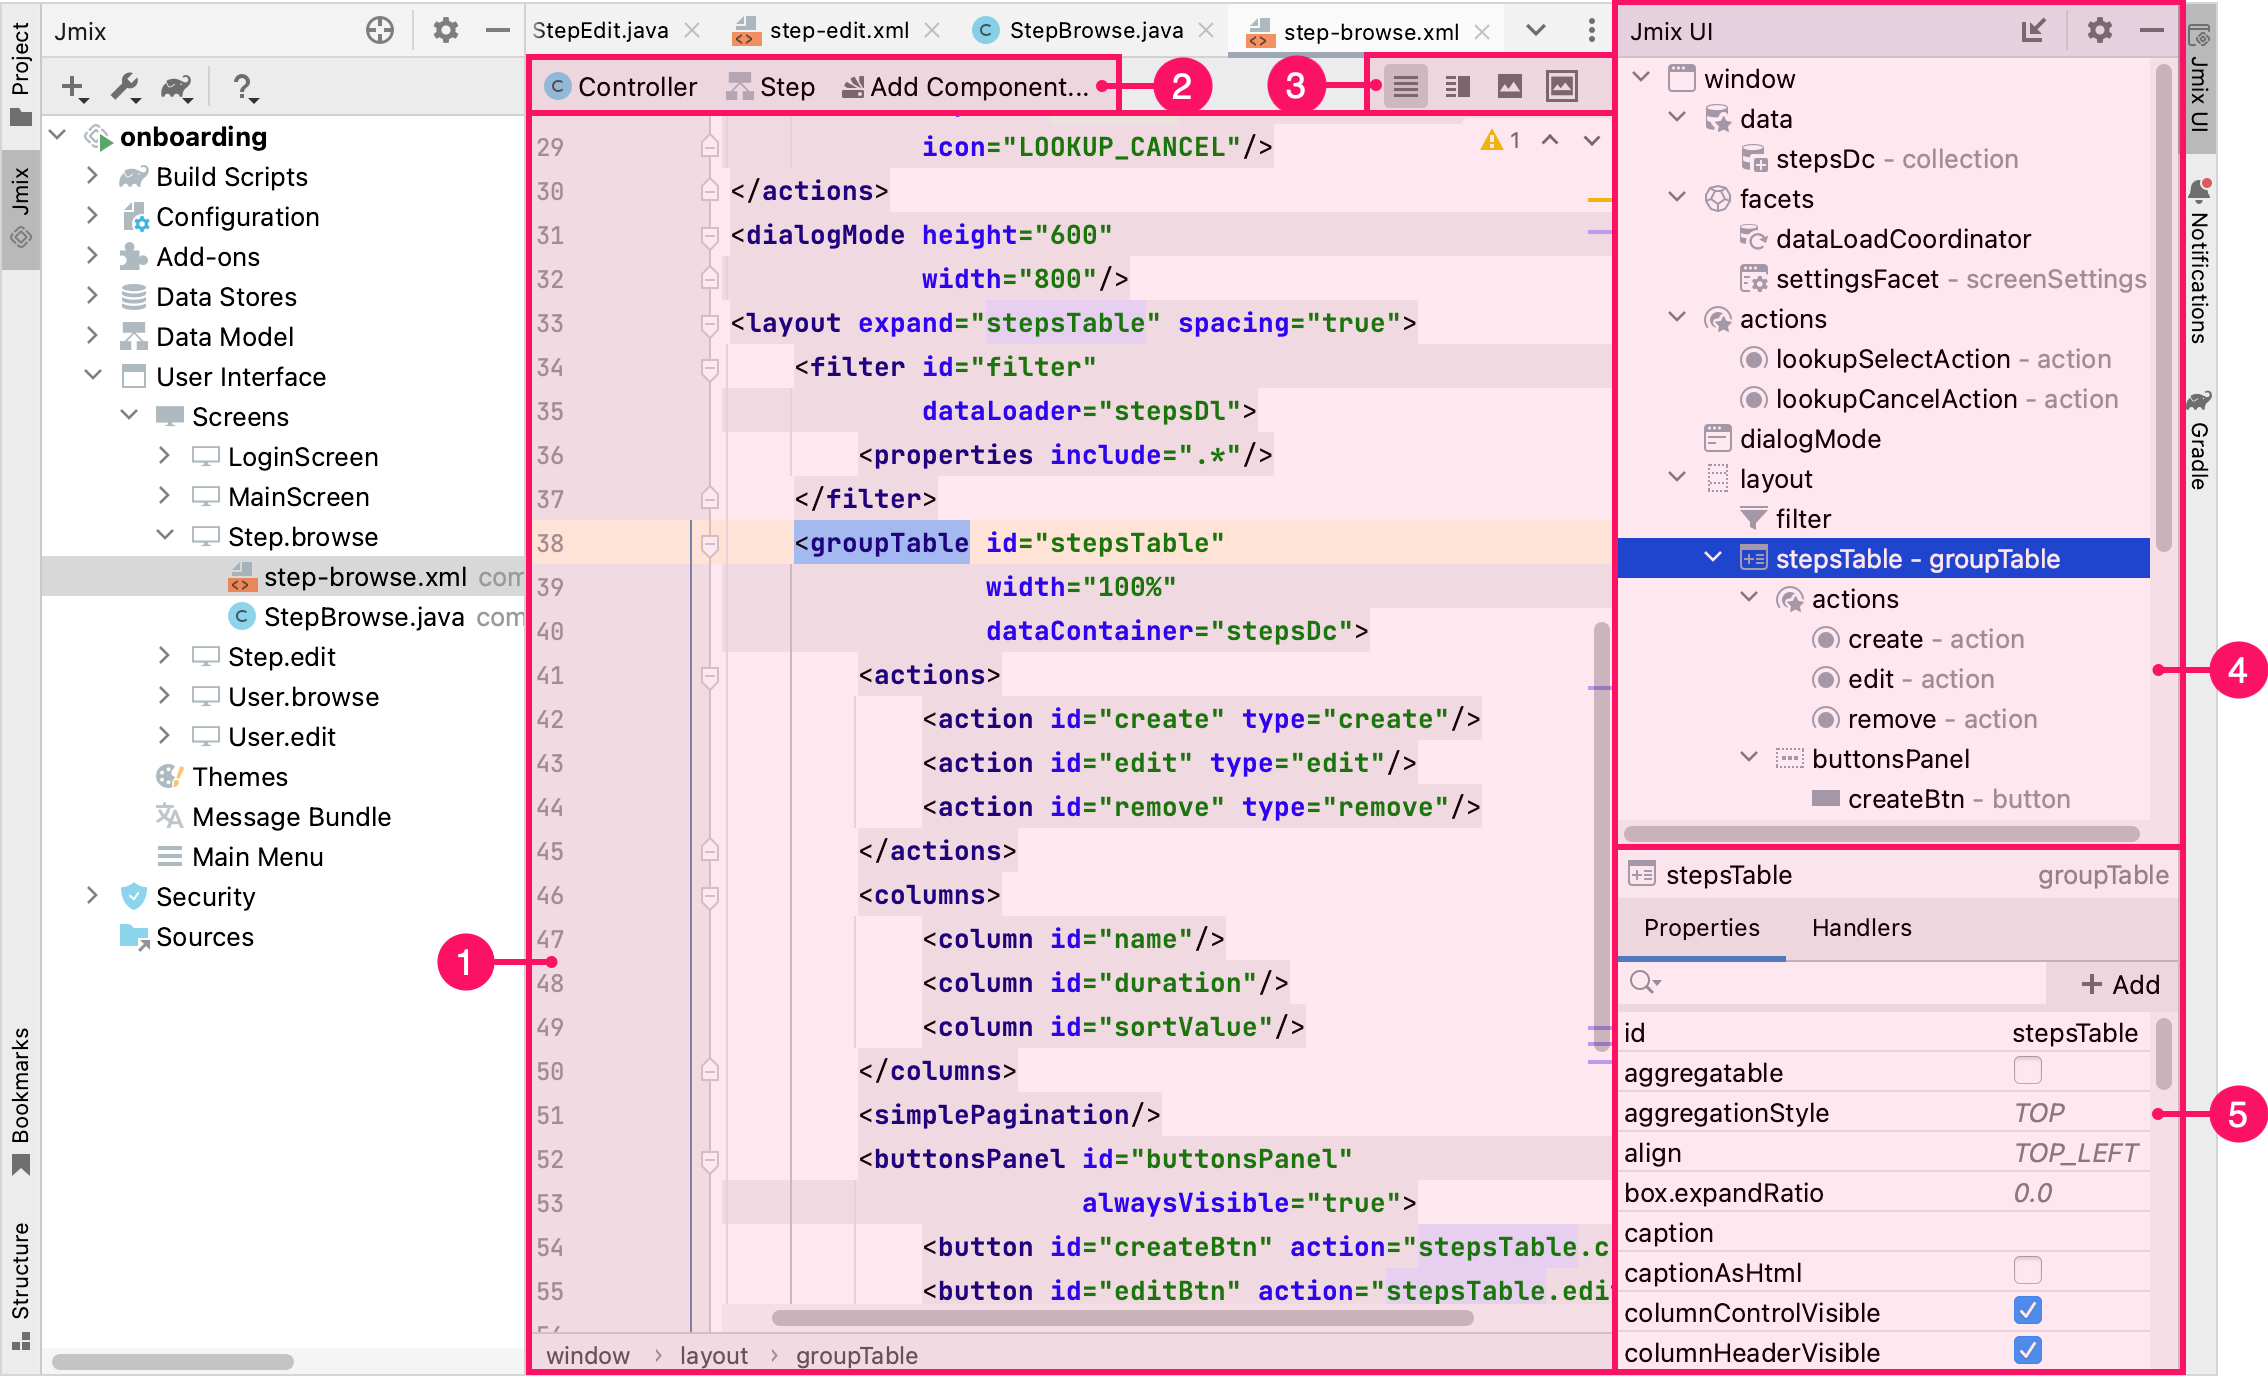 Project
Jmix
Bookmarks
Structure
Jmix
onboarding
Build Scripts
Configuration
Add-ons
Data Stores
Data Model
User Interface
Screens
LoginScreen
MainScreen
Step.browse
step-browse.xml com
StepBrowse.java com
Step.edit
User.browse
User.edit
Themes
Message Bundle
Main Menu
Security
Sources
StepEdit.java step-edit.xml StepBrowse.java step-browse.xml
Controller Step Add Component... 2 3
1
29 icon="LOOKUP_CANCEL"/>
30 </actions>
31 <dialogMode height="600"
32 width="800"/>
33 <layout expand="stepsTable" spacing="true">
34 <filter id="filter"
35 dataLoader="stepsDl">
36 <properties include=".*"/>
37 </filter>
38 <groupTable id="stepsTable"
39 width="100%"
40 dataContainer="stepsDc">
41 <actions>
42 <action id="create" type="create"/>
43 <action id="edit" type="edit"/>
44 <action id="remove" type="remove"/>
45 </actions>
46 <columns>
47 <column id="name"/>
48 <column id="duration"/>
49 <column id="sortValue"/>
50 </columns>
51 <simplePagination/>
52 <buttonsPanel id="buttonsPanel"
53 alwaysVisible="true">
54 <button id="createBtn" action="stepsTable.c
55 <button id="editBtn" action="stepsTable.edi
window > layout > groupTable
1
Jmix UI
window
data
stepsDc - collection
facets
dataLoadCoordinator
settingsFacet - screenSettings
actions
lookupSelectAction - action
lookupCancelAction - action
dialogMode
layout
filter
stepsTable - groupTable
actions
create - action
edit - action
remove - action
buttonsPanel
createBtn - button
4
stepsTable groupTable
Properties Handlers
+ Add
id stepsTable
aggregatable
aggregationStyle TOP
align TOP_LEFT
box.expandRatio 0.0
caption
captionAsHtml
columnControlVisible
columnHeaderVisible
5
Jmix UI
Notifications
Gradle